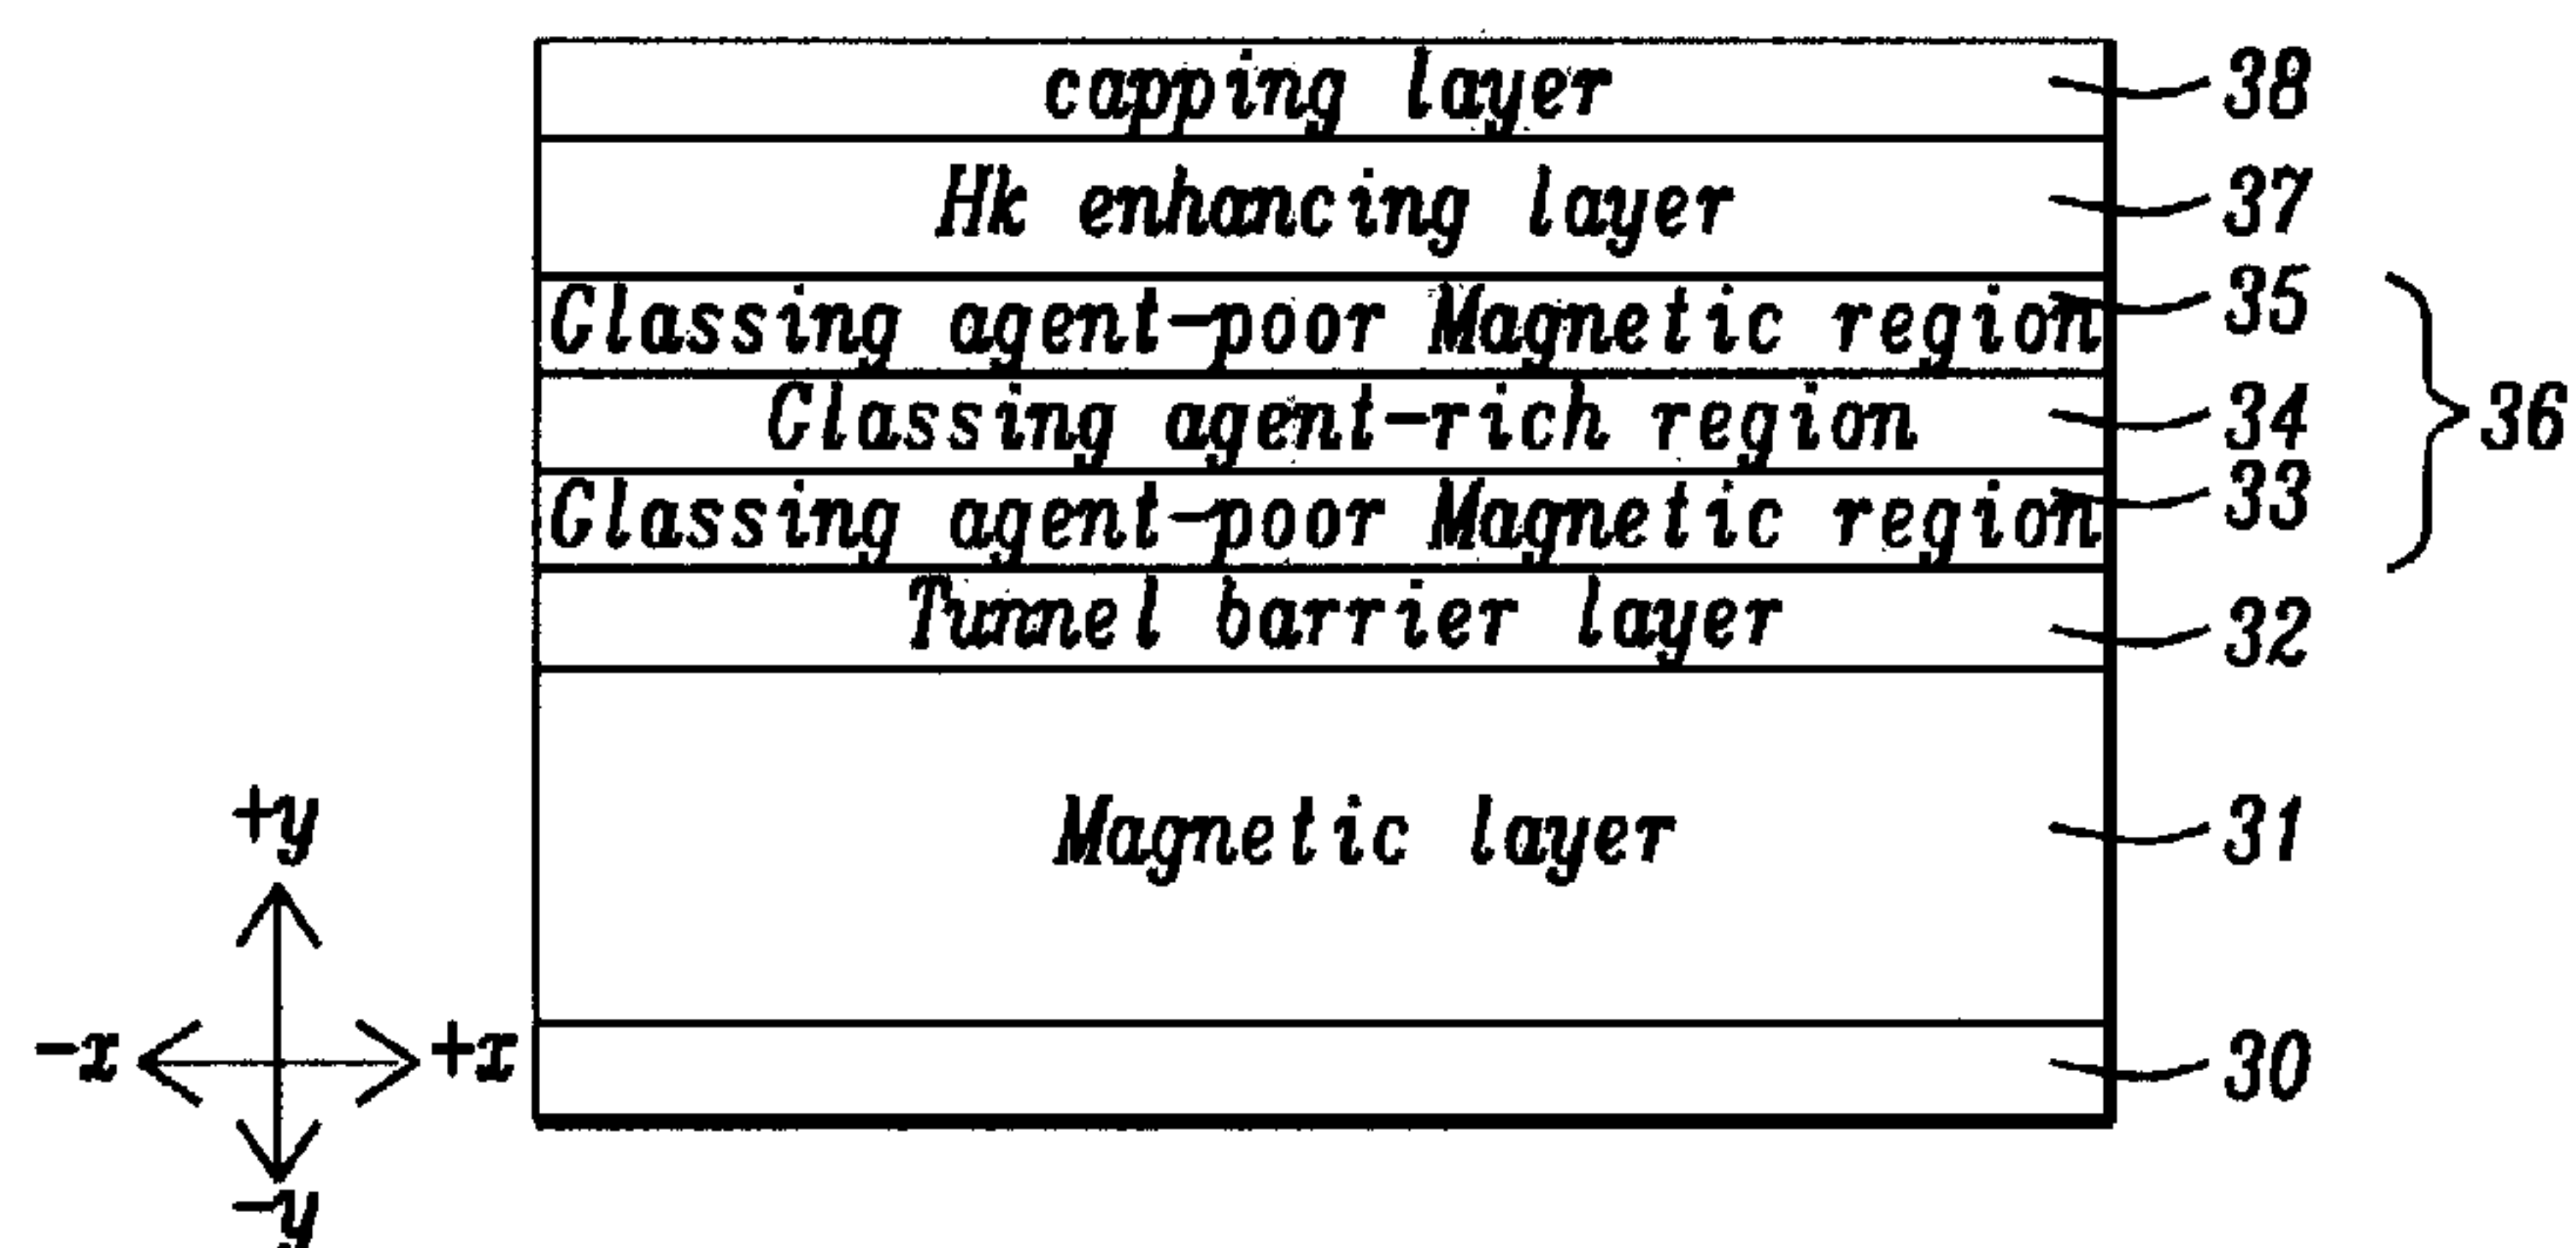 capping layer 38
Hk enhancing layer 37
Glassing agent-poor Magnetic region 35
Glassing agent-rich region 34
36
Glassing agent-poor Magnetic region 33
Tunnel barrier layer 32
Magnetic layer 31
+y
-x +x
30
-y